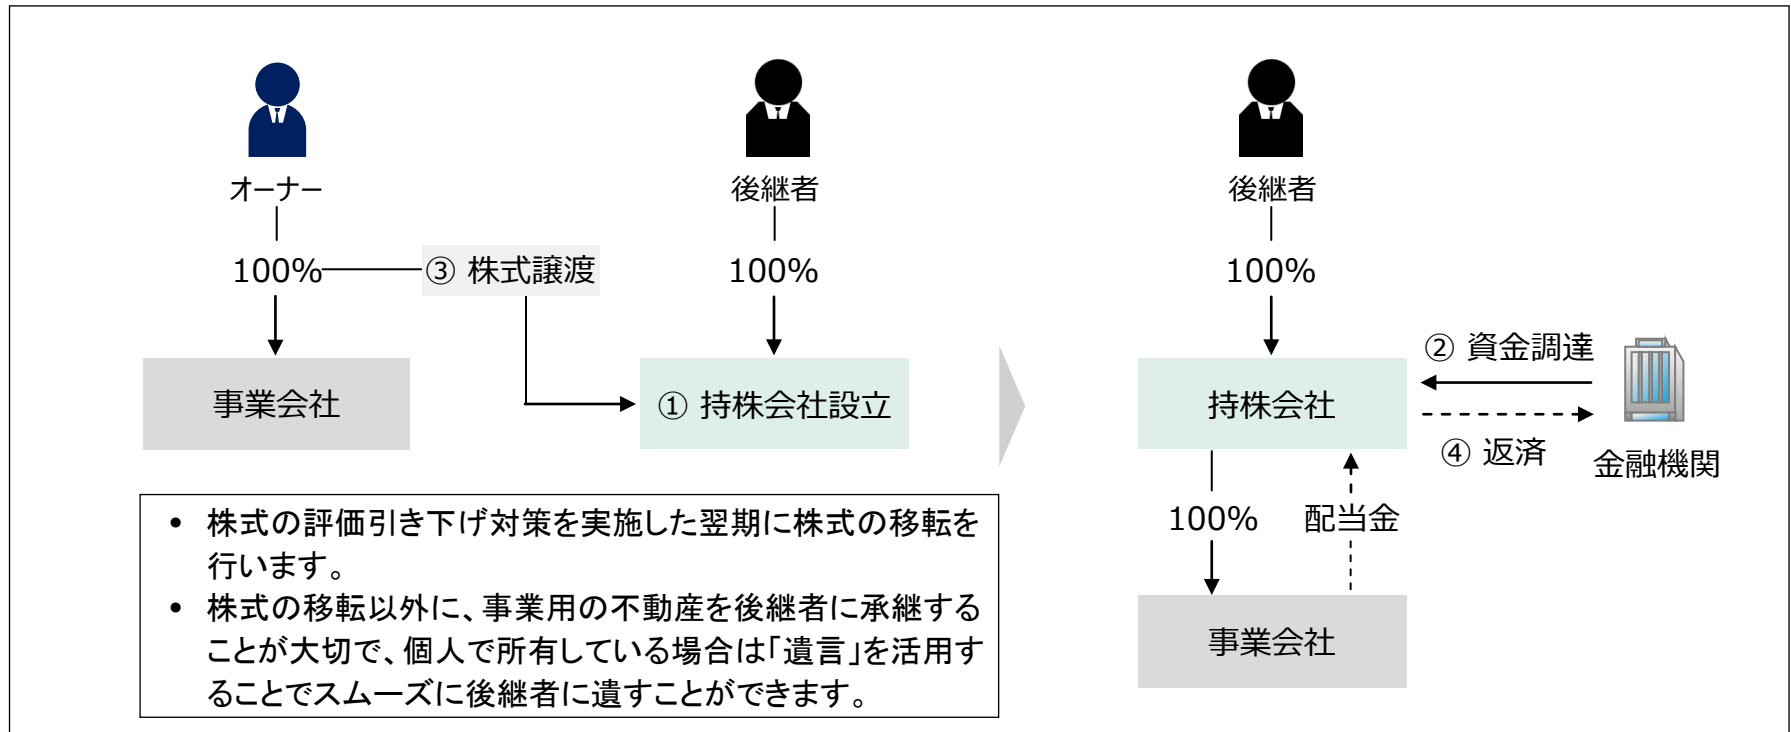 オーナー
100%
③ 株式譲渡
事業会社
後継者
100%
① 持株会社設立
• 株式の評価引き下げ対策を実施した翌期に株式の移転を
行います。
• 株式の移転以外に、事業用の不動産を後継者に承継する
ことが大切で、個人で所有している場合は「遺言」を活用す
ることでスムーズに後継者に遺すことができます。
後継者
100%
持株会社
② 資金調達
④ 返済
金融機関
100%
配当金
事業会社